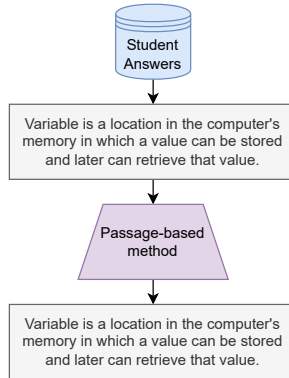 Student
Answers
Variable is a location in the computer's
memory in which a value can be stored
and later can retrieve that value.
Passage-based
method
Variable is a location in the computer's
memory in which a value can be stored
and later can retrieve that value.